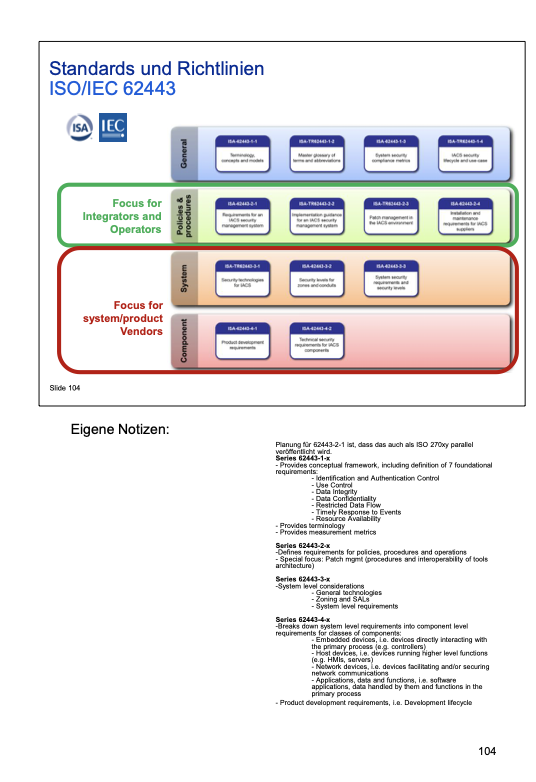 Standards und Richtlinien
ISO/IEC 62443
ISA
IEC
General
ISA-62443-1-1
Terminology,
concepts and models
ISA-TR62443-1-2
Master glossary of
terms and abbreviations
ISA-62443-1-3
System security
compliance metrics
ISA-TR62443-1-4
IACS security
lifecycle and use-case
Focus for
Integrators and
Operators
Policies &
procedures
ISA-62443-2-1
Requirements for an
IACS security
management system
ISA-TR62443-2-2
Implementation guidance
for an IACS security
management system
ISA-TR62443-2-3
Patch management in
the IACS environment
ISA-62443-2-4
Installation and
maintenance
requirements for IACS
suppliers
Focus for
system/product
Vendors
System
ISA-TR62443-3-1
Security technologies
for IACS
ISA-62443-3-2
Security levels for
zones and conduits
ISA-62443-3-3
System security
requirements and
security levels
Component
ISA-62443-4-1
Product development
requirements
ISA-62443-4-2
Technical security
requirements for IACS
components
Slide 104
Eigene Notizen:
Planung für 62443-2-1 ist, dass das auch als ISO 270xy parallel
veröffentlicht wird.
Series 62443-1-x
- Provides conceptual framework, including definition of 7 foundational
requirements:
- Identification and Authentication Control
- Use Control
- Data Integrity
- Data Confidentiality
- Restricted Data Flow
- Timely Response to Events
- Resource Availability
- Provides terminology
- Provides measurement metrics
Series 62443-2-x
-Defines requirements for policies, procedures and operations
- Special focus: Patch mgmt (procedures and interoperability of tools
architecture)
Series 62443-3-x
-System level considerations
- General technologies
- Zoning and SALs
- System level requirements
Series 62443-4-x
-Breaks down system level requirements into component level
requirements for classes of components:
- Embedded devices, i.e. devices directly interacting with
the primary process (e.g. controllers)
- Host devices, i.e. devices running higher level functions
(e.g. HMIs, servers)
- Network devices, i.e. devices facilitating and/or securing
network communications
- Applications, data and functions, i.e. software
applications, data handled by them and functions in the
primary process
- Product development requirements, i.e. Development lifecycle
104